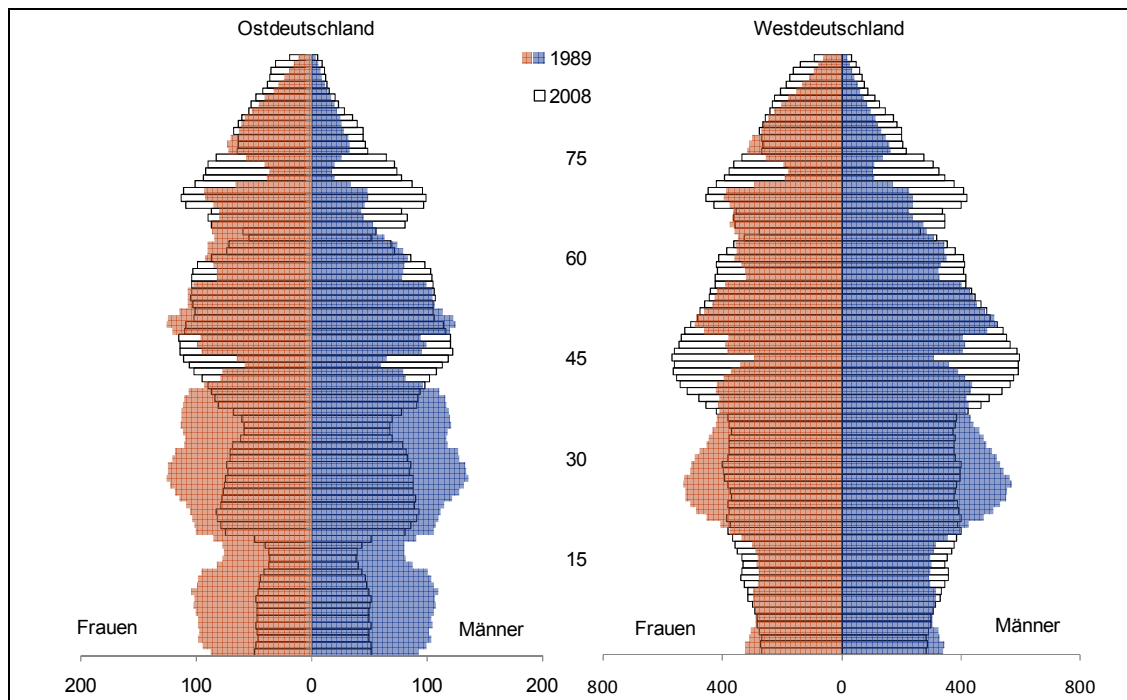 Ostdeutschland
Westdeutschland
1989
2008
75
60
45
30
15
Frauen
Männer
Frauen
Männer
200 100 0 100 200
800 400 0 400 800